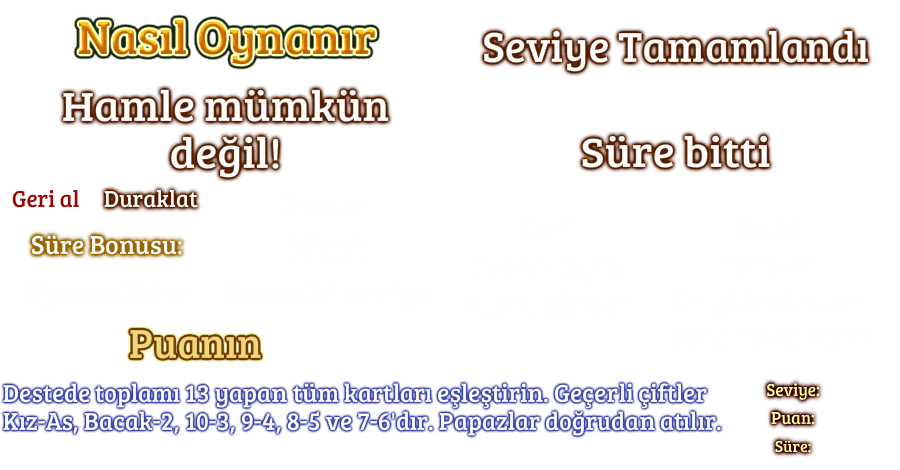 Nasıl Oynanır
Seviye Tamamlandı
Hamle mümkün
değil!
Süre bitti
Geri al
Duraklat
Süre Bonusu:
Puanın
Destede toplamı 13 yapan tüm kartları eşleştirin. Geçerli çiftler
Kız-As, Bacak-2, 10-3, 9-4, 8-5 ve 7-6'dır. Papazlar doğrudan atılır.
Seviye:
Puan:
Süre: